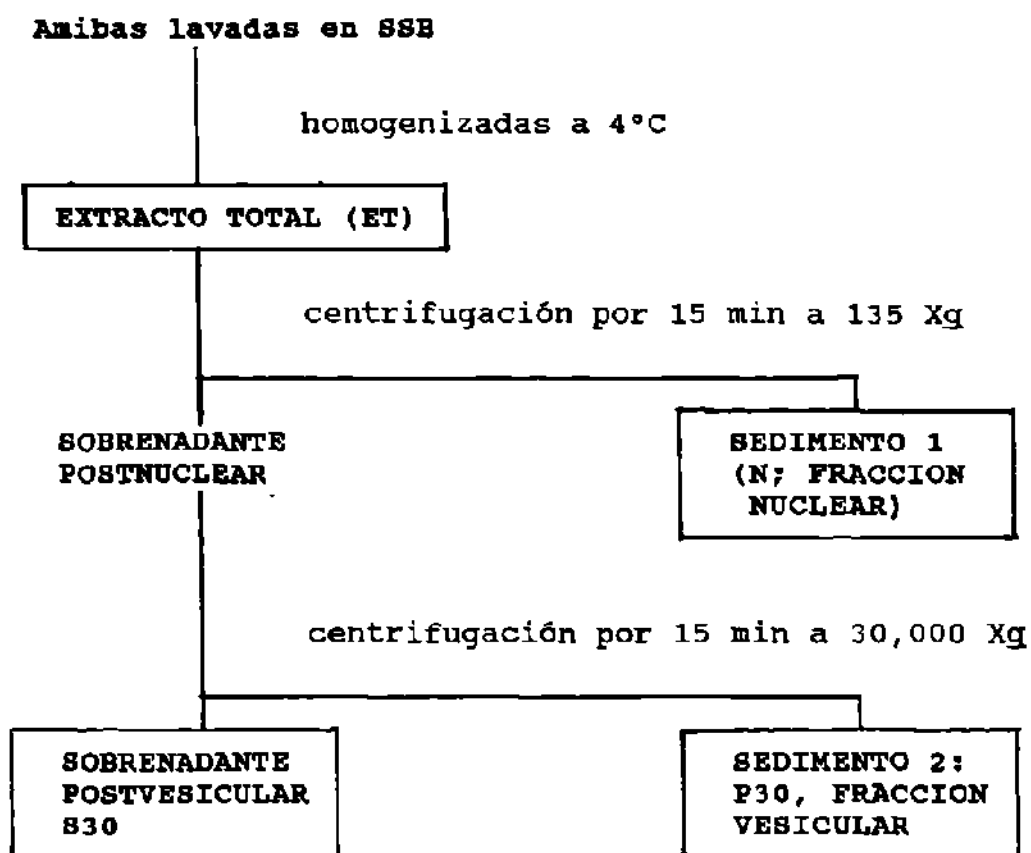 Amibas lavadas en SSB
homogenizadas a 4°C
EXTRACTO TOTAL (ET)
centrifugación por 15 min a 135 Xg
SOBRENADANTE
POSTNUCLEAR
SEDIMENTO 1
(N; FRACCION
NUCLEAR)
centrifugación por 15 min a 30,000 Xg
SOBRENADANTE
POSTVESICULAR
S30
SEDIMENTO 2:
P30, FRACCION
VESICULAR